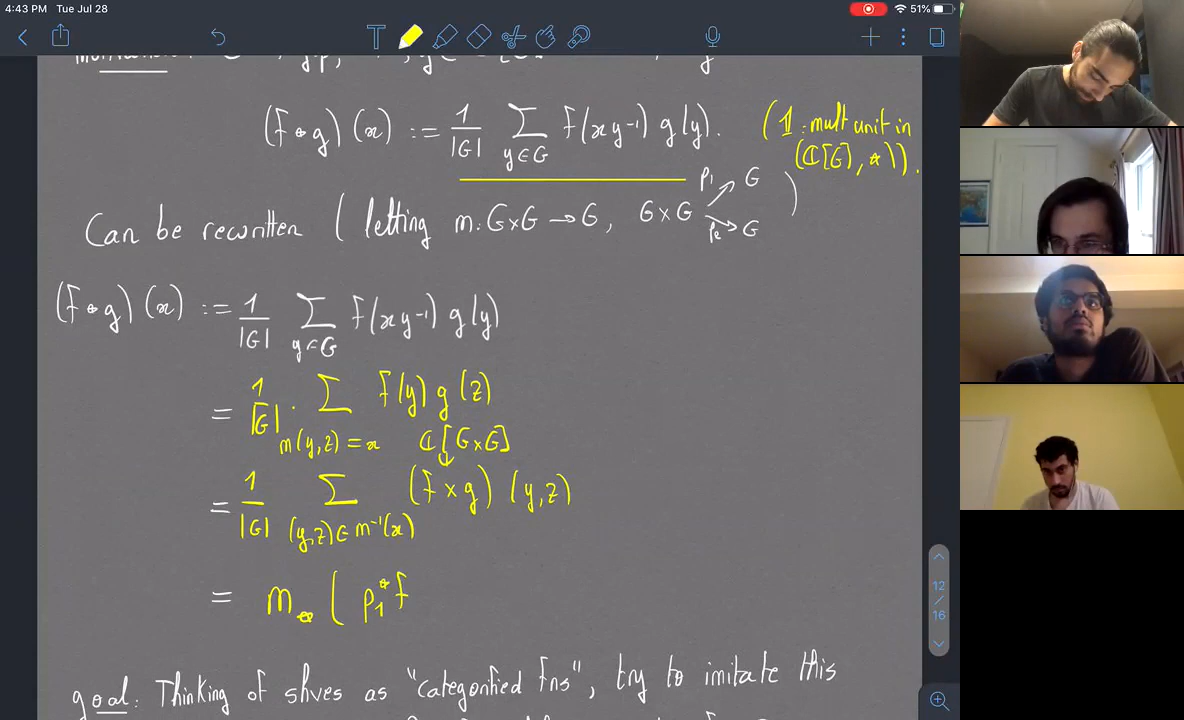 4:43 PM Tue Jul 28
51%
(f * g)(x) := 1/|G| Σ_{y∈G} f(xy⁻¹) g(y). (𝟙: mult unit in (ℂ[G], *)).
Can be rewritten (letting m: G×G → G, G×G p₁ → G p₂ → G)
(f * g)(x) := 1/|G| Σ_{y∈G} f(xy⁻¹) g(y)
= 1/|G| · Σ_{m(y,z)=x} f(y) g(z)
ℂ[G×G]
= 1/|G| Σ_{(y,z)∈m⁻¹(x)} (f × g)(y,z)
= m_* ( p₁* f
goal: Thinking of shves as "categorified fns", try to imitate this
12
/
16